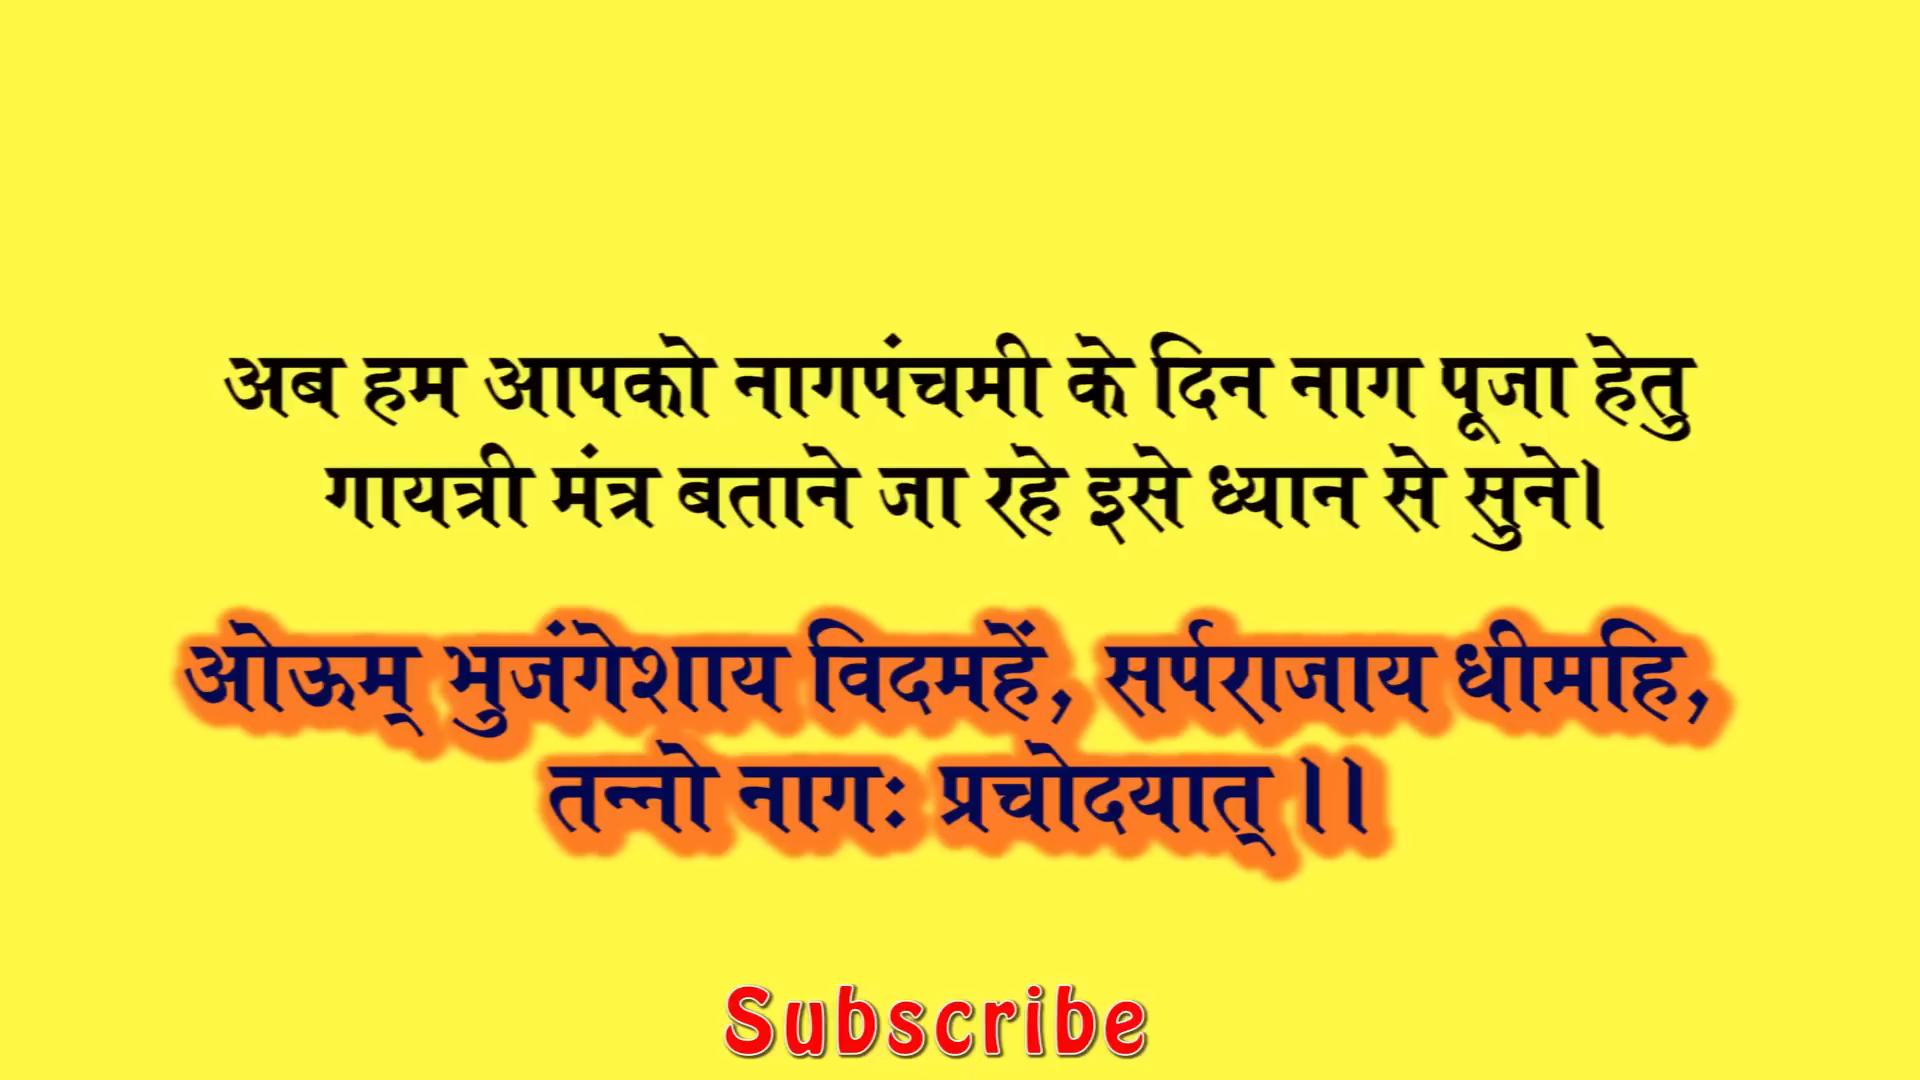 अब हम आपको नागपंचमी के दिन नाग पूजा हेतु
गायत्री मंत्र बताने जा रहे इसे ध्यान से सुने।
ओऊम् भुजंगेशाय विदमहें, सर्पराजाय धीमहि,
तन्नो नागः प्रचोदयात् ।।
Subscribe